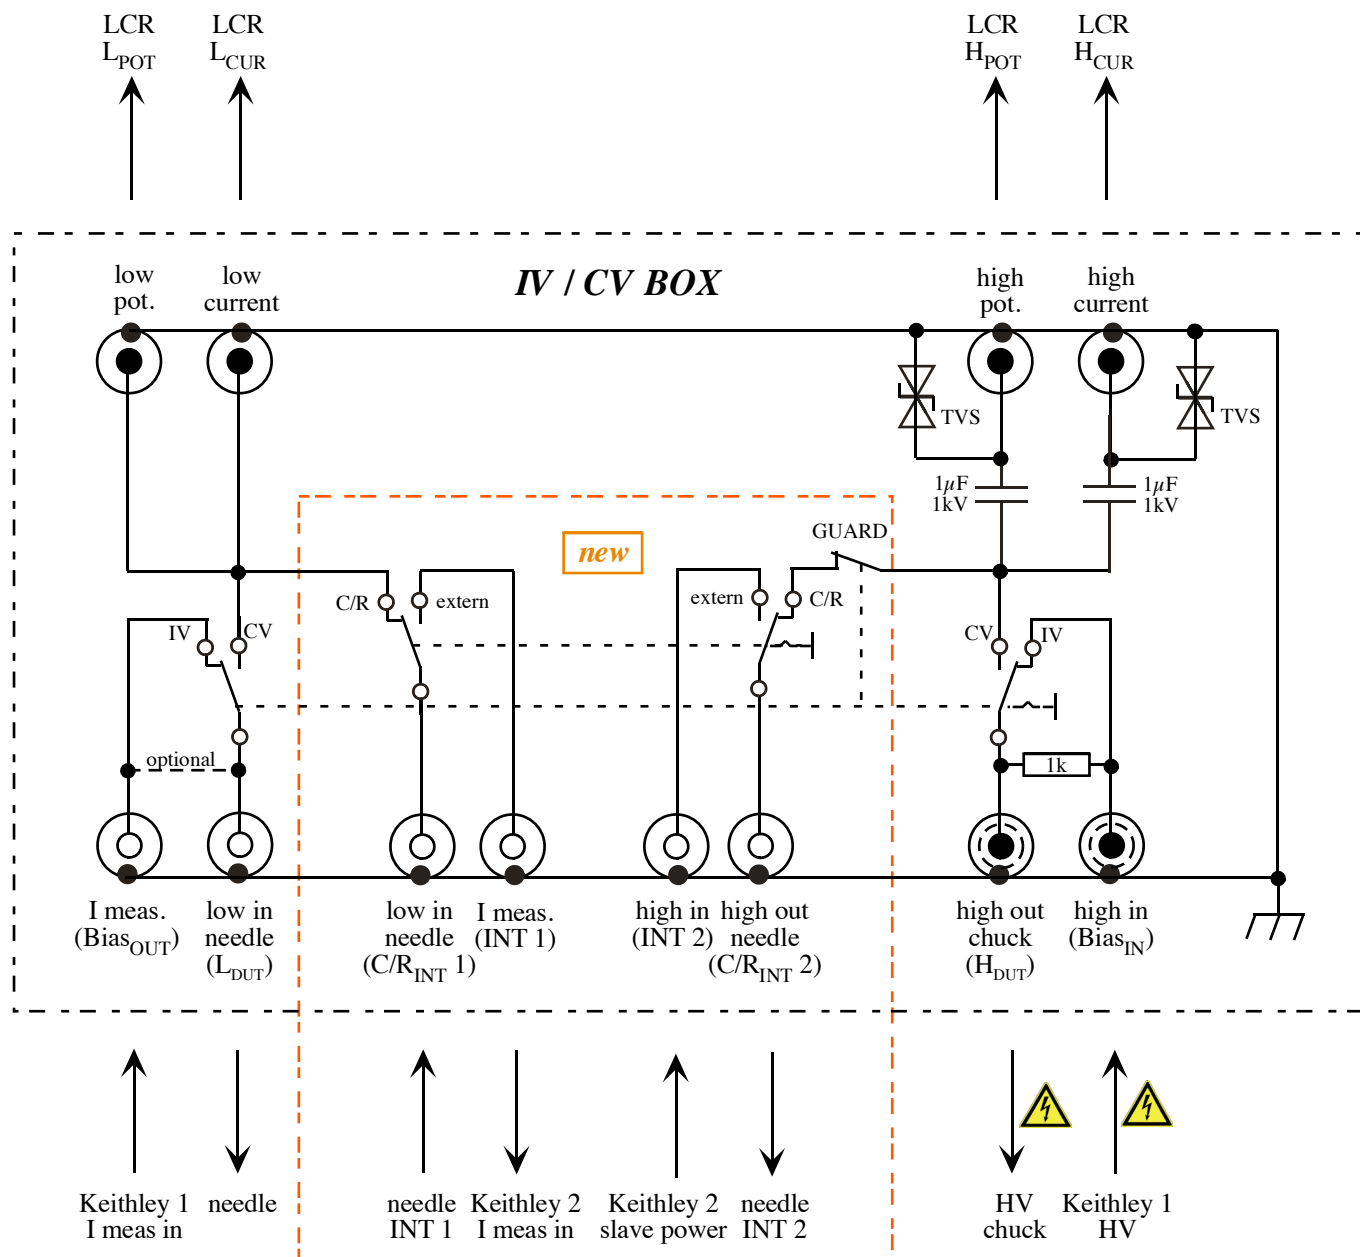 LCR
L_POT
LCR
L_CUR
LCR
H_POT
LCR
H_CUR
IV / CV BOX
low
pot.
low
current
high
pot.
high
current
TVS
TVS
1µF
1kV
1µF
1kV
new
GUARD
C/R
extern
extern
C/R
IV
CV
CV
IV
optional
1k
I meas.
(Bias_OUT)
low in
needle
(L_DUT)
low in
needle
(C/R_INT 1)
I meas.
(INT 1)
high in
(INT 2)
high out
needle
(C/R_INT 2)
high out
chuck
(H_DUT)
high in
(Bias_IN)
Keithley 1
I meas in
needle
needle
INT 1
Keithley 2
I meas in
Keithley 2
slave power
needle
INT 2
HV
chuck
Keithley 1
HV